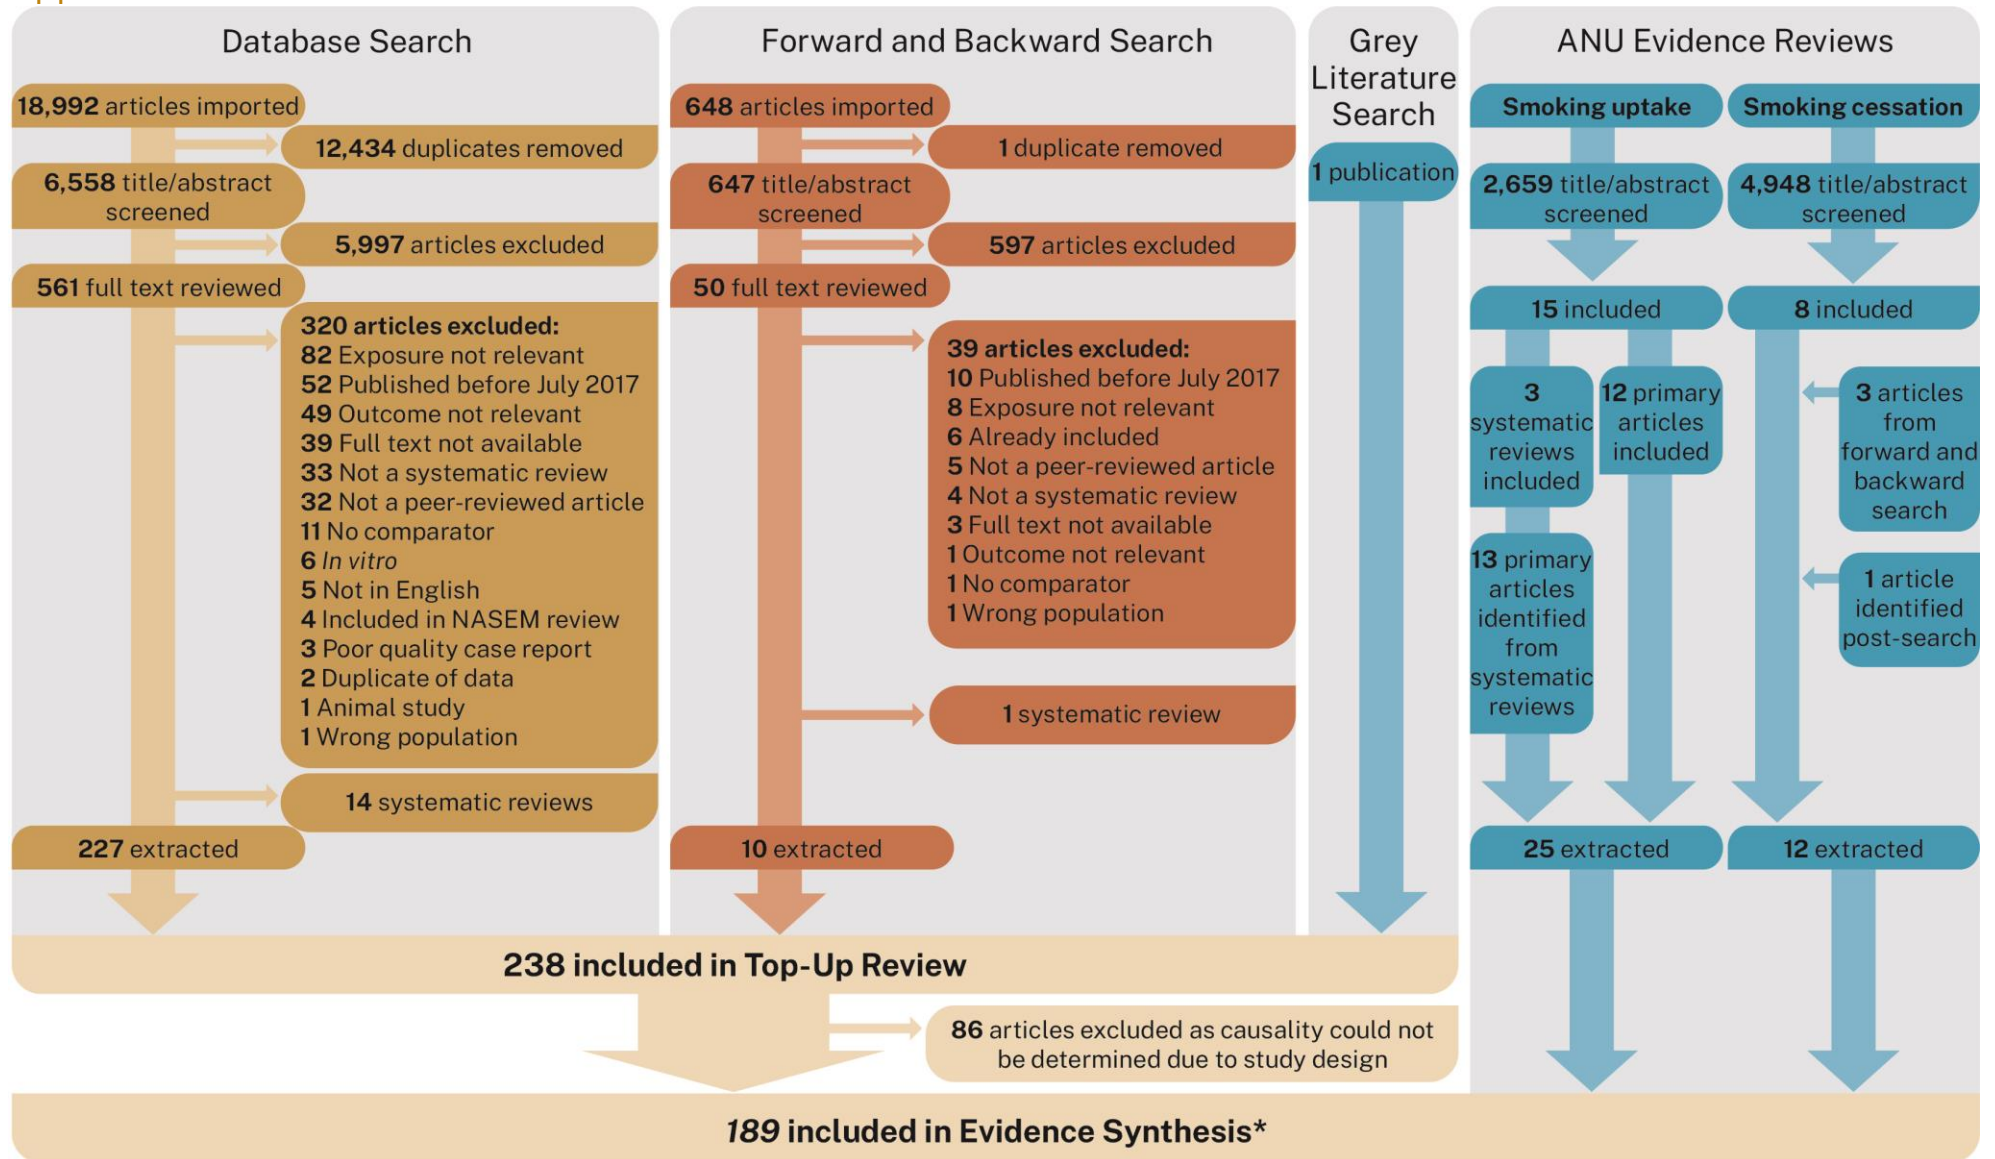 Database Search
18,992 articles imported
12,434 duplicates removed
6,558 title/abstract
screened
5,997 articles excluded
561 full text reviewed
320 articles excluded:
82 Exposure not relevant
52 Published before July 2017
49 Outcome not relevant
39 Full text not available
33 Not a systematic review
32 Not a peer-reviewed article
11 No comparator
6 In vitro
5 Not in English
4 Included in NASEM review
3 Poor quality case report
2 Duplicate of data
1 Animal study
1 Wrong population
14 systematic reviews
227 extracted
Forward and Backward Search
648 articles imported
1 duplicate removed
647 title/abstract
screened
597 articles excluded
50 full text reviewed
39 articles excluded:
10 Published before July 2017
8 Exposure not relevant
6 Already included
5 Not a peer-reviewed article
4 Not a systematic review
3 Full text not available
1 Outcome not relevant
1 No comparator
1 Wrong population
1 systematic review
10 extracted
Grey
Literature
Search
1 publication
ANU Evidence Reviews
Smoking uptake
2,659 title/abstract
screened
15 included
3
systematic
reviews
included
13 primary
articles
identified
from
systematic
reviews
12 primary
articles
included
25 extracted
Smoking cessation
4,948 title/abstract
screened
8 included
3 articles
from
forward and
backward
search
1 article
identified
post-search
12 extracted
238 included in Top-Up Review
86 articles excluded as causality could not
be determined due to study design
189 included in Evidence Synthesis*